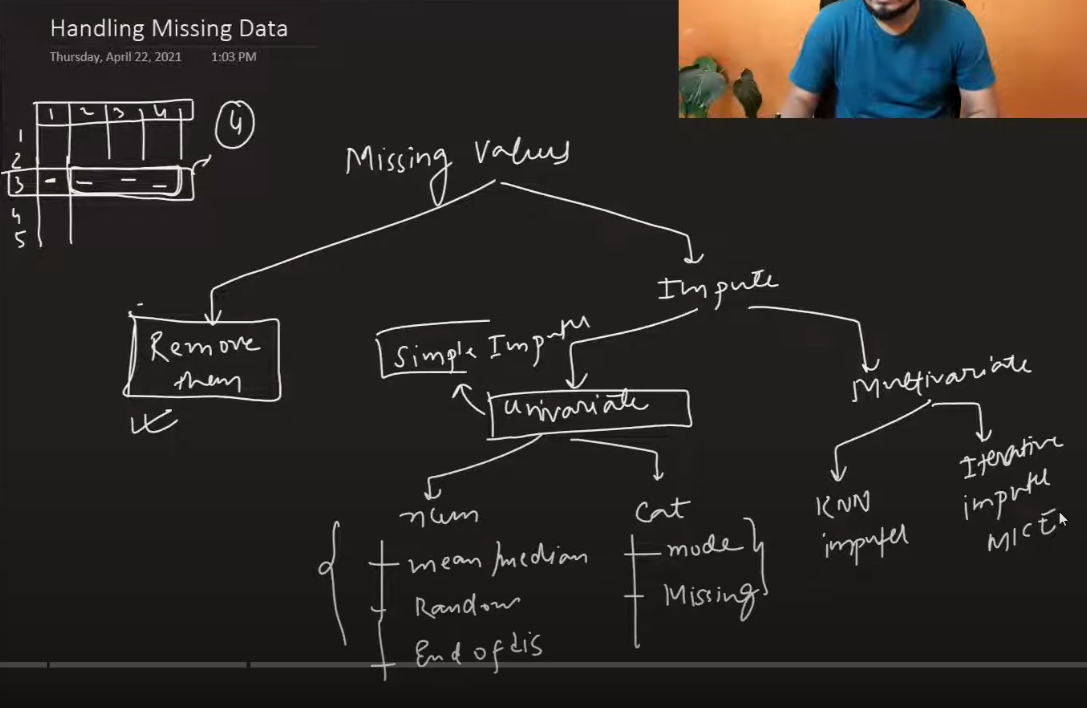 Handling Missing Data
Thursday, April 22, 2021 1:03 PM
1 2 3 4
1
2
3
4
5
4
Missing Values
Remove
them
Impute
Simple Imputer
Univariate
Multivariate
num
mean/median
Random
End of dis
Cat
mode
Missing
KNN
imputer
Iterative
imputer
MICE